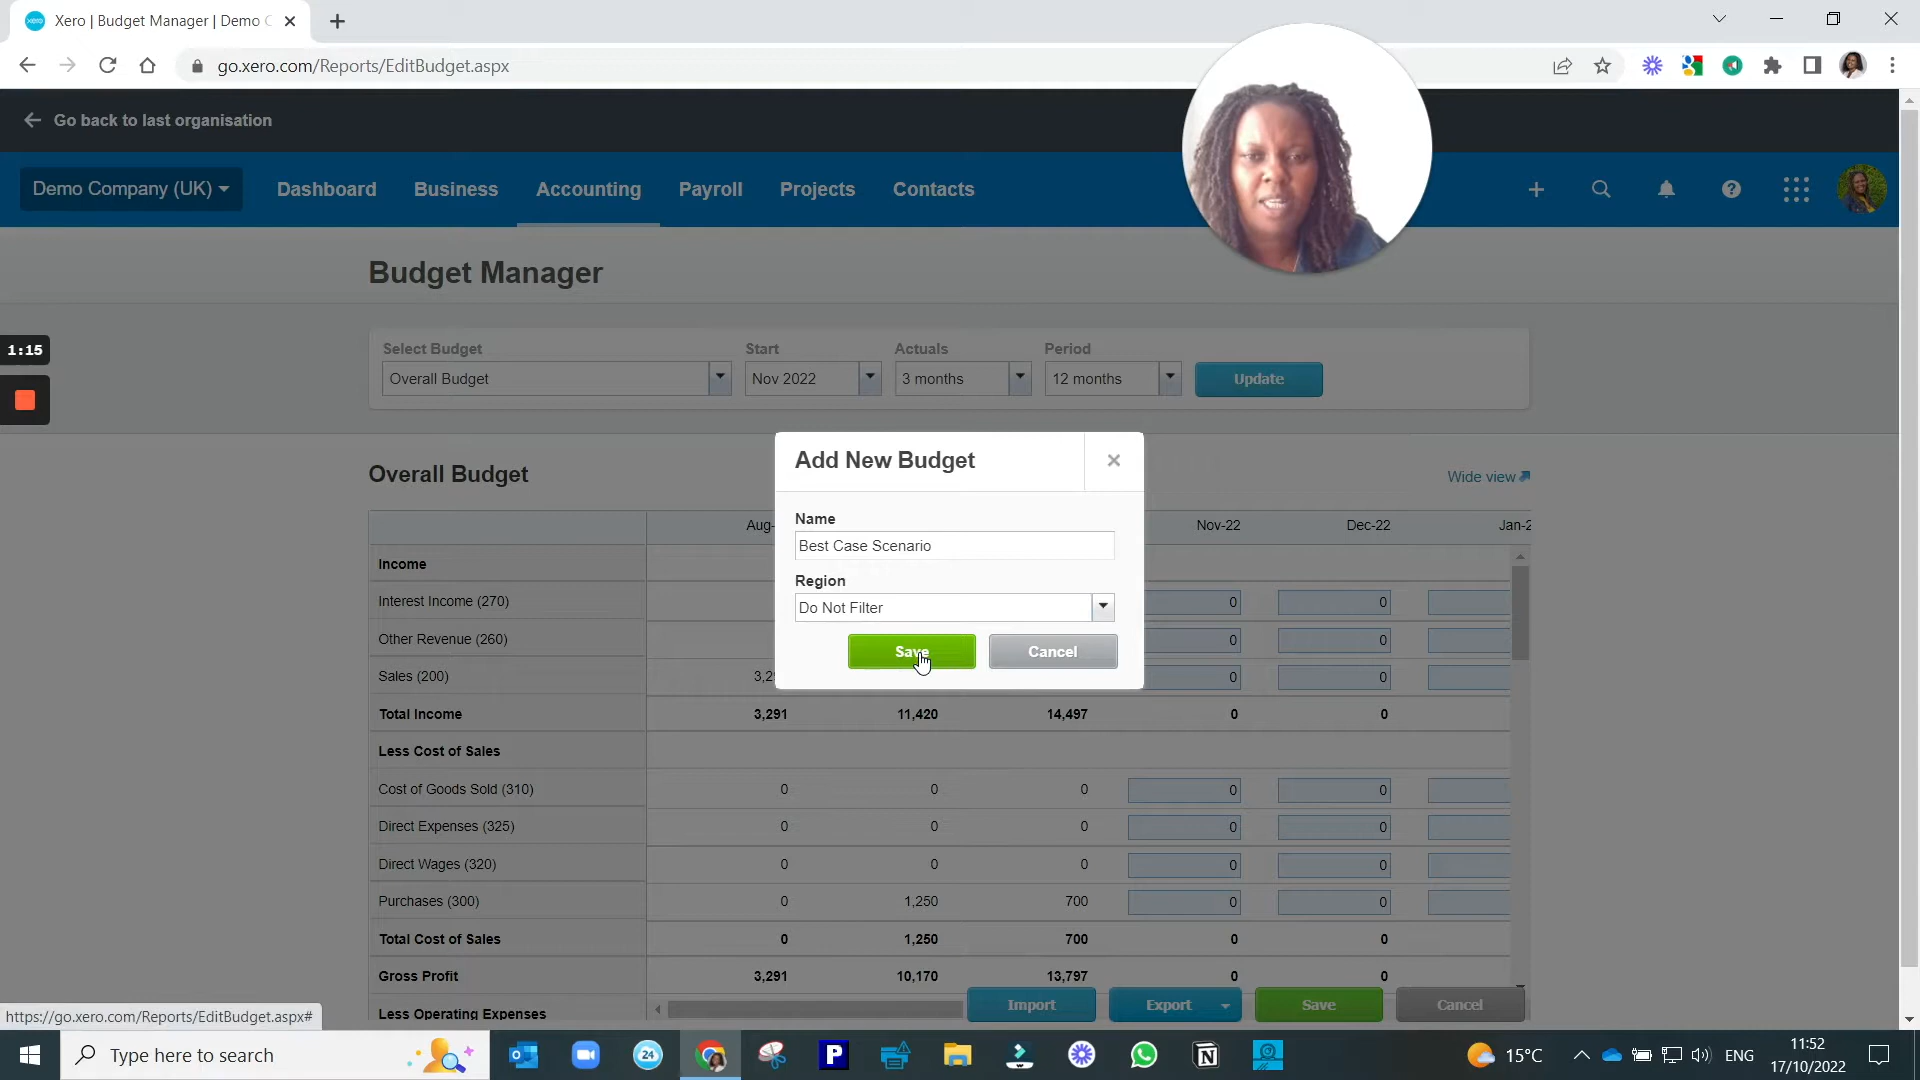 Xero | Budget Manager | Demo C
go.xero.com/Reports/EditBudget.aspx
Go back to last organisation
Demo Company (UK) Dashboard Business Accounting Payroll Projects Contacts
Budget Manager
1:15
Select Budget Start Actuals Period
Overall Budget Nov 2022 3 months 12 months Update
Add New Budget
Overall Budget Wide view
Name
Aug- Nov-22 Dec-22 Jan-2
Best Case Scenario
Income
Region
Interest Income (270) 0 0
Do Not Filter
Other Revenue (260) 0 0
Save Cancel
Sales (200) 3,29 0 0
Total Income 3,291 11,420 14,497 0 0
Less Cost of Sales
Cost of Goods Sold (310) 0 0 0 0 0
Direct Expenses (325) 0 0 0 0 0
Direct Wages (320) 0 0 0 0 0
Purchases (300) 0 1,250 700 0 0
Total Cost of Sales 0 1,250 700 0 0
Gross Profit 3,291 10,170 13,797 0 0
Less Operating Expenses
Import Export Save Cancel
https://go.xero.com/Reports/EditBudget.aspx#
Type here to search
24
P
N
15°C
ENG
11:52
17/10/2022